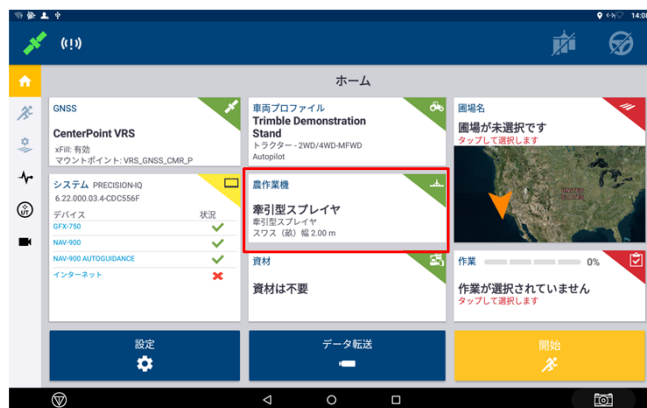 14:08
ホーム
GNSS
CenterPoint VRS
xFill: 有効
マウントポイント: VRS_GNSS_CMR_P
車両プロファイル
Trimble Demonstration
Stand
トラクター - 2WD/4WD-MFWD
Autopilot
圃場名
圃場が未選択です
タップして選択します
システム PRECISION-IQ
6.22.000.03.4-CDC556F
デバイス 状況
GFX-750
NAV-900
NAV-900 AUTOGUIDANCE
インターネット
農作業機
牽引型スプレイヤ
牽引型スプレイヤ
スワス（畝）幅 2.00 m
資材
資材は不要
作業 0%
作業が選択されていません
タップして選択します
設定
データ転送
開始
UT